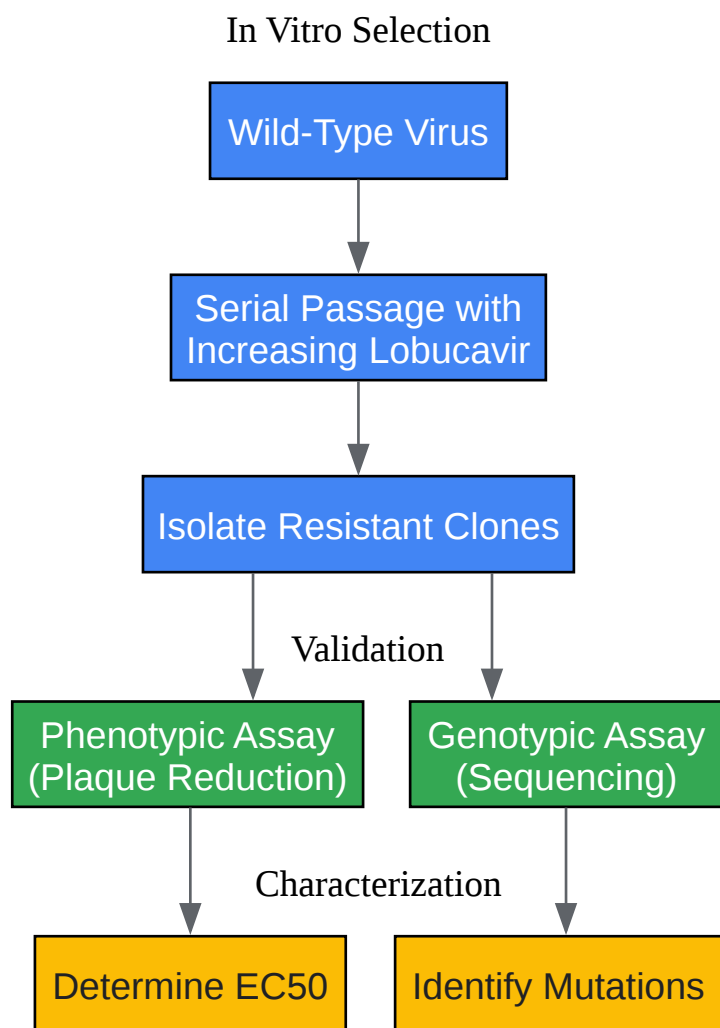 In Vitro Selection
Wild-Type Virus
Serial Passage with
Increasing Lobucavir
Isolate Resistant Clones
Validation
Phenotypic Assay
(Plaque Reduction)
Genotypic Assay
(Sequencing)
Characterization
Determine EC50
Identify Mutations